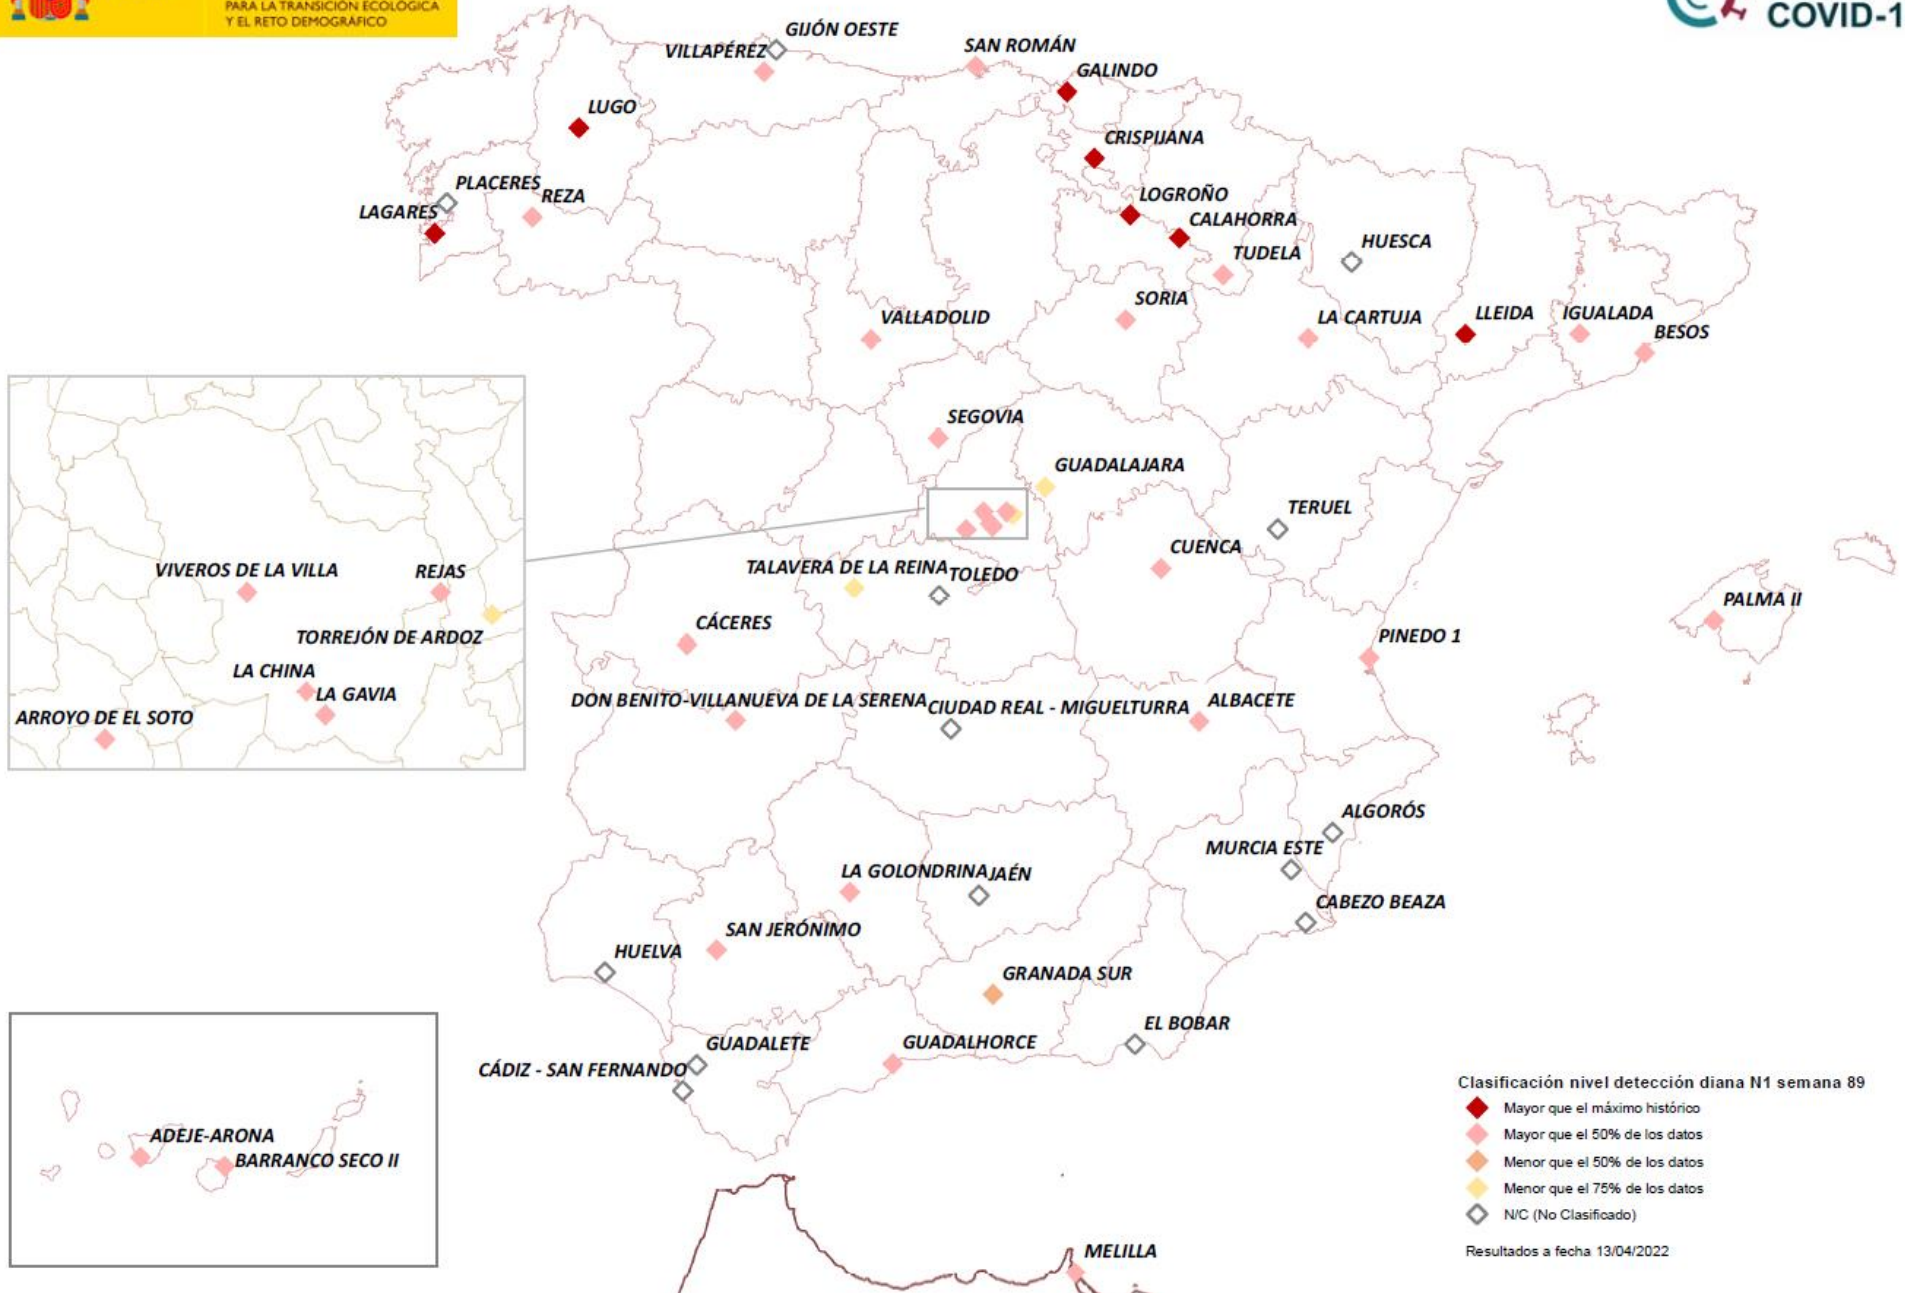 PARA LA TRANSICIÓN ECOLÓGICA
Y EL RETO DEMOGRÁFICO
COVID-1
GIJÓN OESTE
VILLAPÉREZ
SAN ROMÁN
GALINDO
LUGO
CRISPIJANA
PLACERES
REZA
LOGROÑO
LAGARES
CALAHORRA
HUESCA
TUDELA
SORIA
VALLADOLID
LA CARTUJA
LLEIDA
IGUALADA
BESOS
SEGOVIA
GUADALAJARA
TERUEL
CUENCA
TALAVERA DE LA REINA
TOLEDO
VIVEROS DE LA VILLA
REJAS
TORREJÓN DE ARDOZ
LA CHINA
LA GAVIA
ARROYO DE EL SOTO
PALMA II
CÁCERES
PINEDO 1
DON BENITO-VILLANUEVA DE LA SERENA
CIUDAD REAL - MIGUELTURRA
ALBACETE
ALGORÓS
MURCIA ESTE
LA GOLONDRINA
JAÉN
CABEZO BEAZA
SAN JERÓNIMO
HUELVA
GRANADA SUR
EL BOBAR
GUADALETE
GUADALHORCE
CÁDIZ - SAN FERNANDO
ADEJE-ARONA
BARRANCO SECO II
MELILLA
Clasificación nivel detección diana N1 semana 89
Mayor que el máximo histórico
Mayor que el 50% de los datos
Menor que el 50% de los datos
Menor que el 75% de los datos
N/C (No Clasificado)
Resultados a fecha 13/04/2022